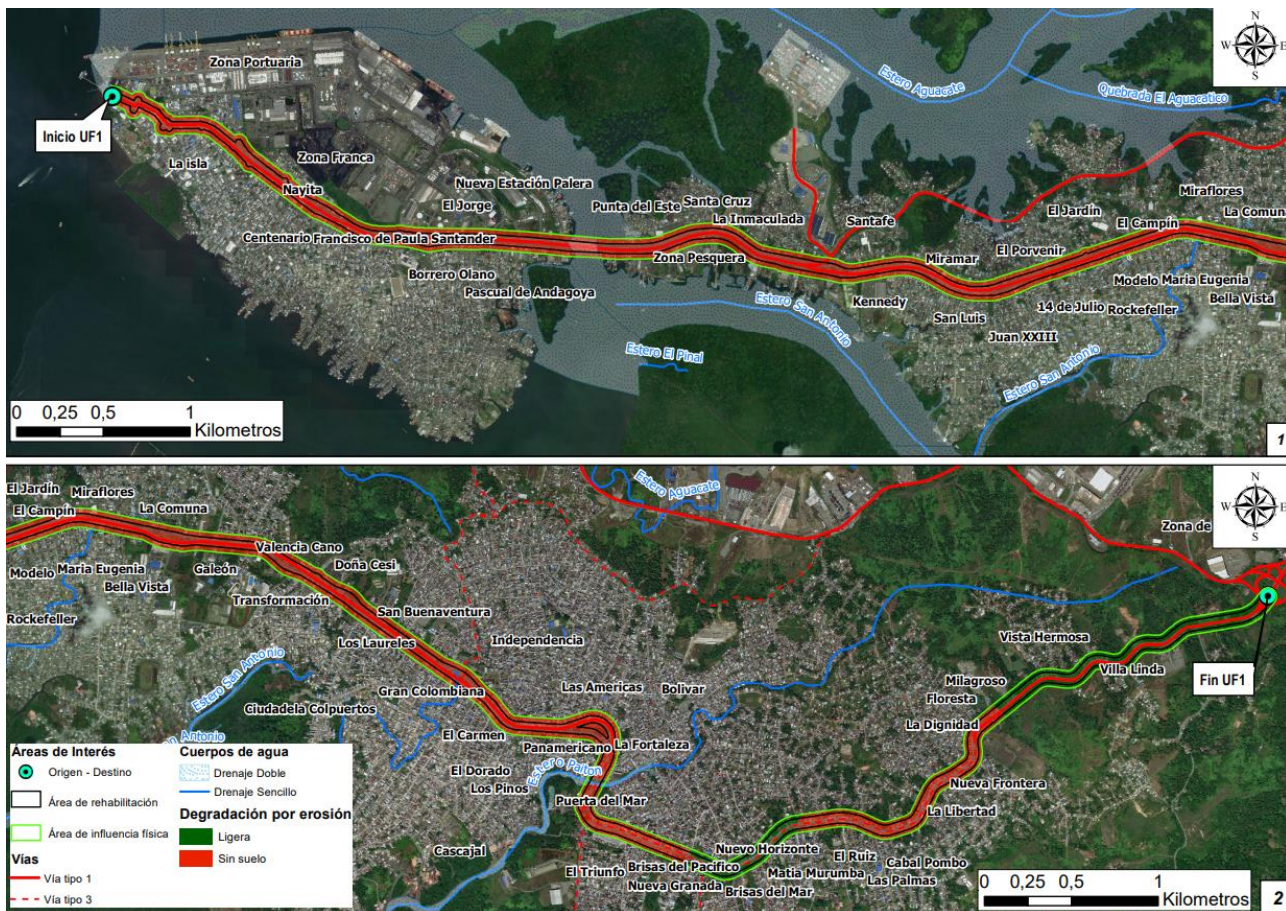 N
W E
S
Zona Portuaria
Estero Aguacate
Quebrada El Aguacatico
Inicio UF1
La isla
Zona Franca
Nayita
Nueva Estación Palera
El Jorge
Punta del Este
Santa Cruz
La Inmaculada
Santafe
El Jardín
Miraflores
La Comuna
El Campín
Centenario
Francisco de Paula Santander
Zona Pesquera
Miramar
El Porvenir
Borrero Olano
Pascual de Andagoya
Kennedy
San Luis
14 de Julio
Modelo
Maria Eugenia
Rockefeller
Bella Vista
Juan XXIII
Estero San Antonio
Estero El Pinal
Estero San Antonio
0 0,25 0,5 1
Kilometros
1
N
W E
S
El Jardín
Miraflores
El Campín
La Comuna
Estero Aguacate
Zona de
Valencia Cano
Modelo
Maria Eugenia
Bella Vista
Galeón
Doña Cesi
Transformación
San Buenaventura
Rockefeller
Los Laureles
Independencia
Vista Hermosa
Villa Linda
Fin UF1
Estero San Antonio
Gran Colombiana
Las Americas
Bolivar
Milagroso
Floresta
Ciudadela Colpuertos
La Dignidad
El Carmen
Panamericano
La Fortaleza
El Dorado
Estero Paiton
Los Pinos
Nueva Frontera
Puerta del Mar
La Libertad
Cascajal
Nuevo Horizonte
El Triunfo
Brisas del Pacifico
El Ruiz
Cabal Pombo
Matia Murumba
Las Palmas
Nueva Granada
Brisas del Mar
Antonio
Áreas de Interés
Origen - Destino
Área de rehabilitación
Área de influencia física
Vías
Vía tipo 1
Vía tipo 3
Cuerpos de agua
Drenaje Doble
Drenaje Sencillo
Degradación por erosión
Ligera
Sin suelo
0 0,25 0,5 1
Kilometros
2